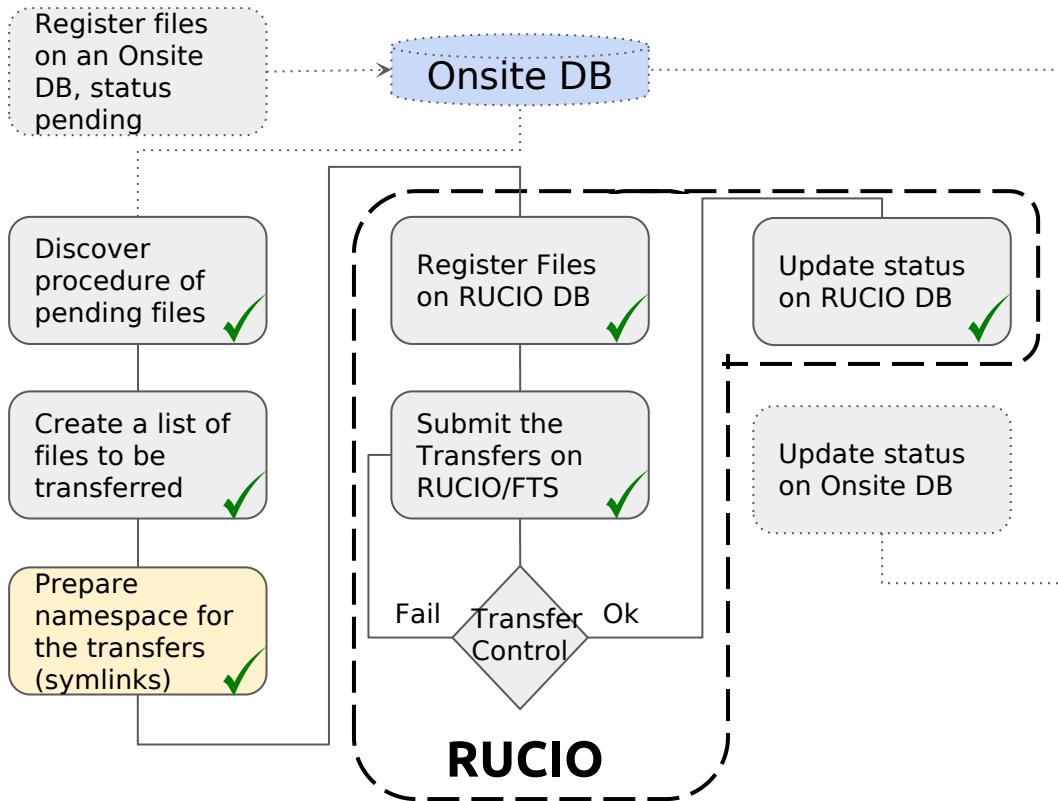 Register files
on an Onsite
DB, status
pending
Onsite DB
Discover
procedure of
pending files
Create a list of
files to be
transferred
Prepare
namespace for
the transfers
(symlinks)
Register Files
on RUCIO DB
Submit the
Transfers on
RUCIO/FTS
Fail
Transfer
Control
Ok
RUCIO
Update status
on RUCIO DB
Update status
on Onsite DB